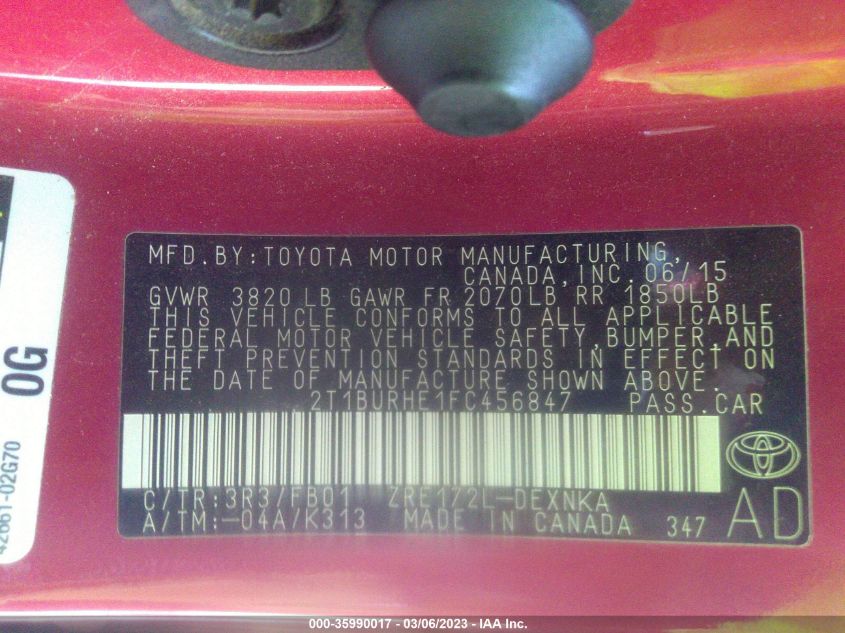 MFD. BY: TOYOTA MOTOR MANUFACTURING,
CANADA, INC. 06/15
GVWR 3820 LB GAWR FR 2070LB RR 1850LB
THIS VEHICLE CONFORMS TO ALL APPLICABLE
FEDERAL MOTOR VEHICLE SAFETY, BUMPER, AND
THEFT PREVENTION STANDARDS IN EFFECT ON
THE DATE OF MANUFACTURE SHOWN ABOVE.
2T1BURHE1FC456847 PASS. CAR
C/TR: 3R3/FB01 ZRE172L-DEXNKA
A/TM: -04A/K313 MADE IN CANADA 347 AD
0G
42661-02G70
000-35990017 - 03/06/2023 - IAA Inc.